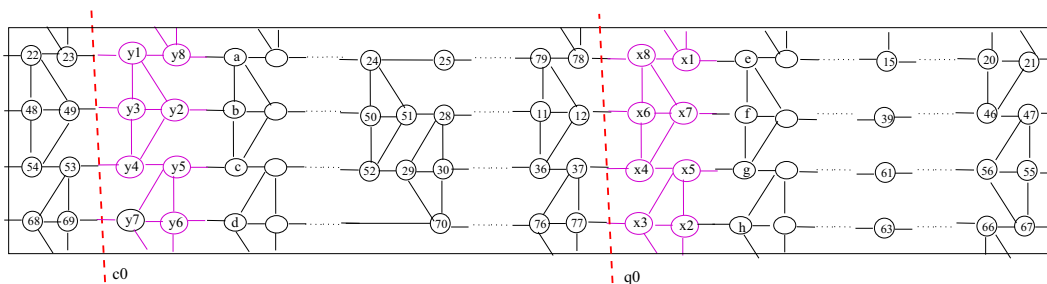 22 23 y1 y8 a 24 25 79 78 x8 x1 e 15 20 21
48 49 y3 y2 b 50 51 28 11 12 x6 x7 f 39 46 47
54 53 y4 y5 c 52 29 30 36 37 x4 x5 g 61 56 55
68 69 y7 y6 d 70 76 77 x3 x2 h 63 66 67
c0 q0